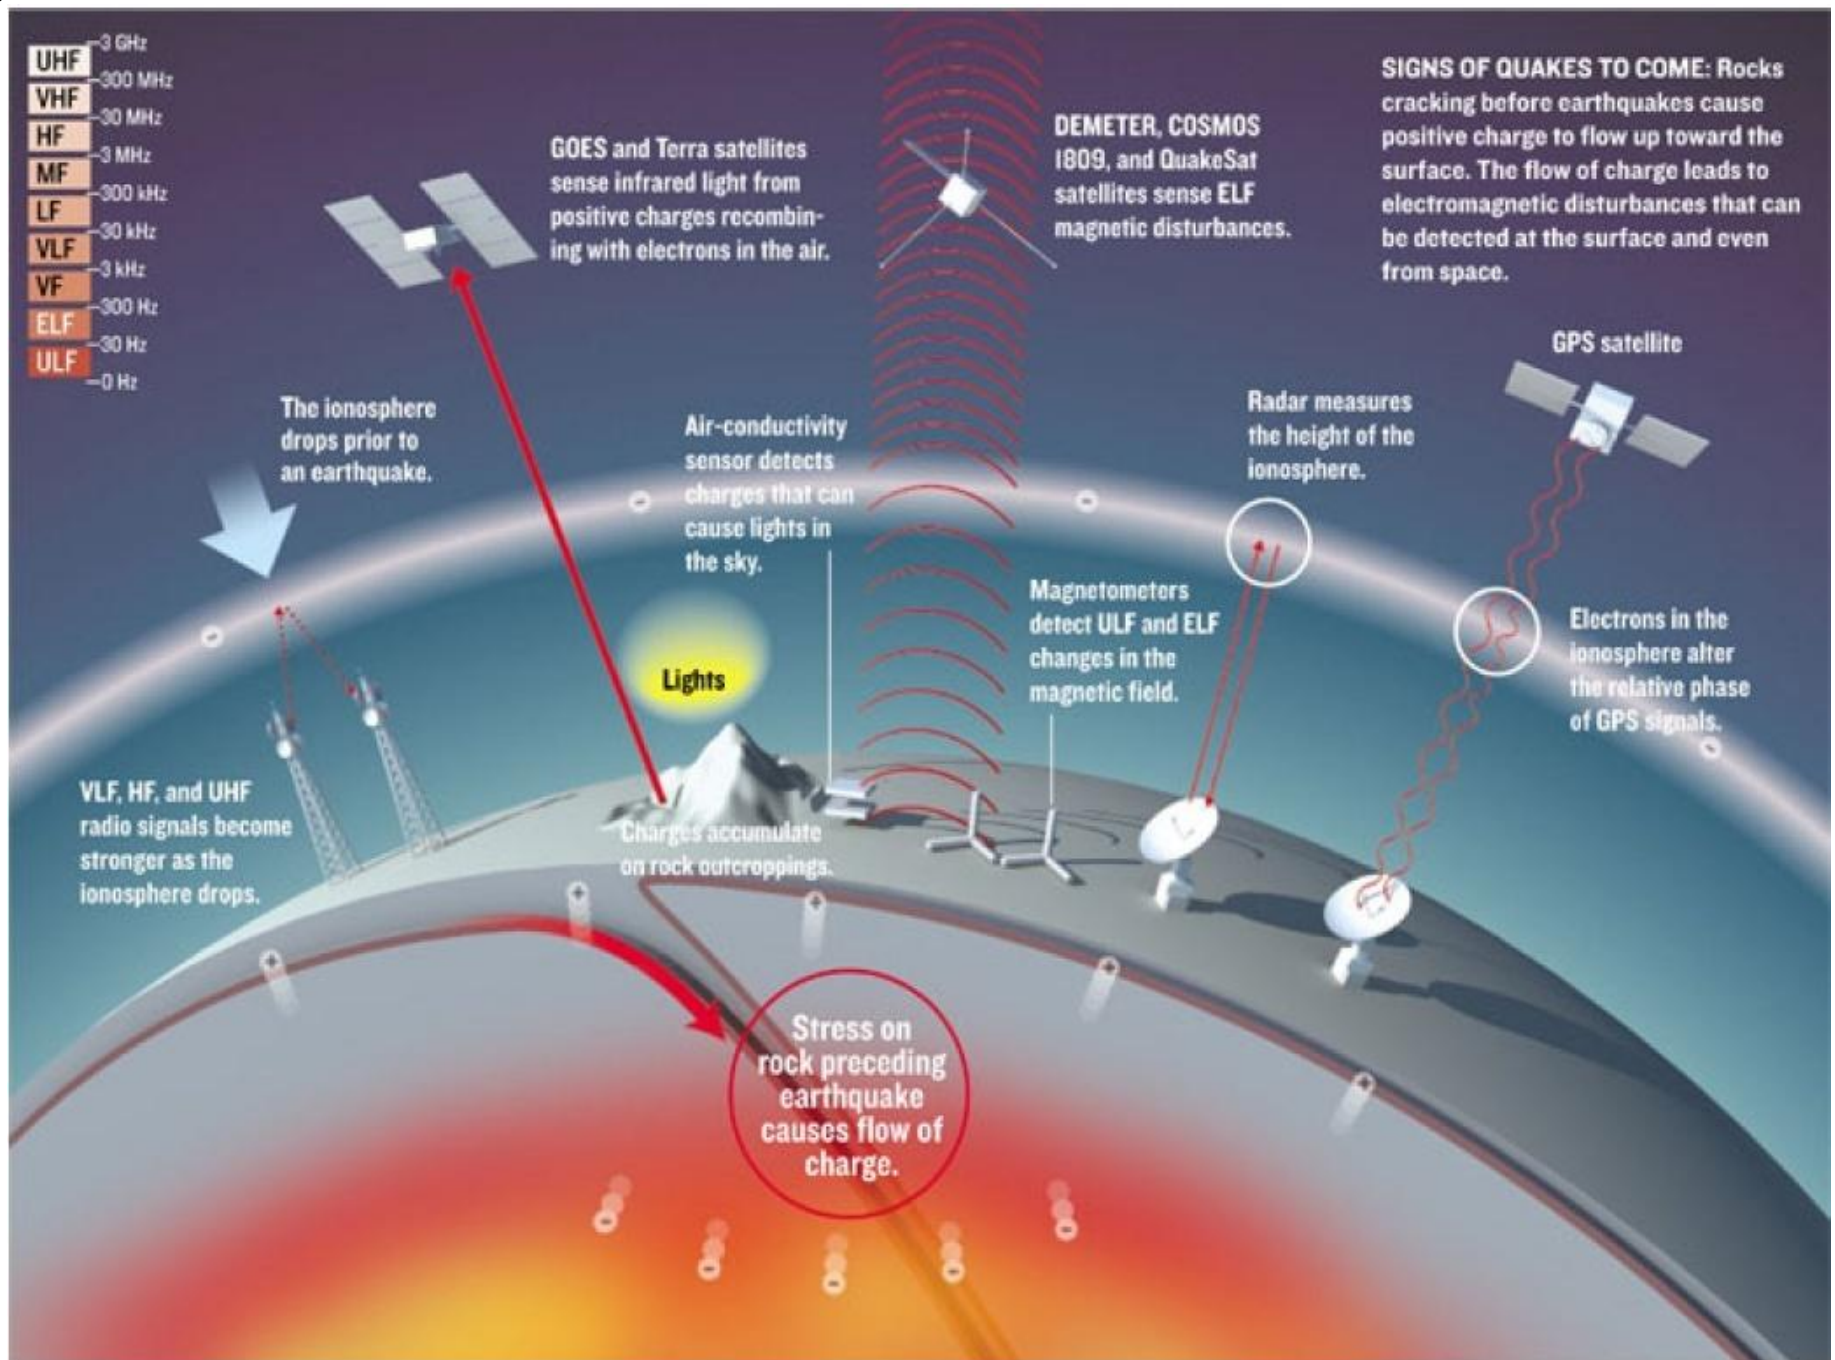 UHF
VHF
HF
MF
LF
VLF
VF
ELF
ULF
3 GHz
300 MHz
30 MHz
3 MHz
300 kHz
30 kHz
3 kHz
300 Hz
30 Hz
0 Hz
GOES and Terra satellites
sense infrared light from
positive charges recombin-
ing with electrons in the air.
DEMETER, COSMOS
1809, and QuakeSat
satellites sense ELF
magnetic disturbances.
SIGNS OF QUAKES TO COME: Rocks
cracking before earthquakes cause
positive charge to flow up toward the
surface. The flow of charge leads to
electromagnetic disturbances that can
be detected at the surface and even
from space.
GPS satellite
The ionosphere
drops prior to
an earthquake.
Air-conductivity
sensor detects
charges that can
cause lights in
the sky.
Radar measures
the height of the
ionosphere.
Magnetometers
detect ULF and ELF
changes in the
magnetic field.
Electrons in the
ionosphere alter
the relative phase
of GPS signals.
Lights
VLF, HF, and UHF
radio signals become
stronger as the
ionosphere drops.
Charges accumulate
on rock outcroppings.
Stress on
rock preceding
earthquake
causes flow of
charge.